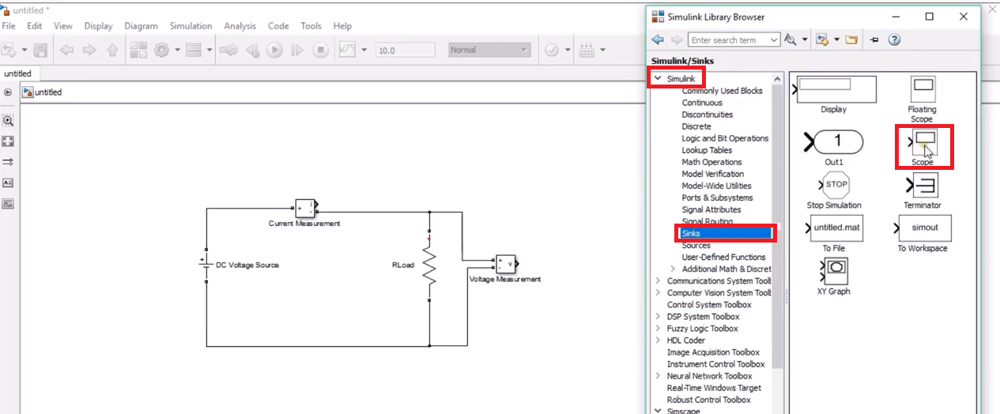 untitled *
File Edit View Display Diagram Simulation Analysis Code Tools Help
10.0
Normal
untitled
untitled
i
+
-
Current Measurement
+
DC Voltage Source
+
RLoad
+ v
-
Voltage Measurement
Simulink Library Browser
Enter search term
Simulink/Sinks
Simulink
Commonly Used Blocks
Continuous
Discontinuities
Discrete
Logic and Bit Operations
Lookup Tables
Math Operations
Model Verification
Model-Wide Utilities
Ports & Subsystems
Signal Attributes
Signal Routing
Sinks
Sources
User-Defined Functions
Additional Math & Discret
Communications System Toolb
Computer Vision System Toolb
Control System Toolbox
DSP System Toolbox
Fuzzy Logic Toolbox
HDL Coder
Image Acquisition Toolbox
Instrument Control Toolbox
Neural Network Toolbox
Real-Time Windows Target
Robust Control Toolbox
Simscape
Display
Floating
Scope
1
Out1
Scope
STOP
Stop Simulation
Terminator
untitled.mat
To File
simout
To Workspace
XY Graph